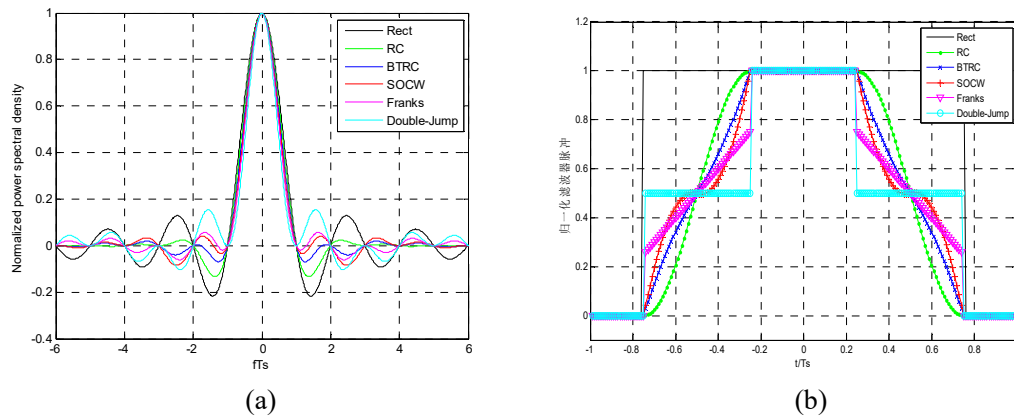 1
0.8
0.6
0.4
0.2
0
-0.2
-0.4
-6
-4
-2
0
2
4
6
fTs
Normalized power spectral density
Rect
RC
BTRC
SOCW
Franks
Double-Jump
(a)
1.2
1
0.8
0.6
0.4
0.2
0
-1
-0.8
-0.6
-0.4
-0.2
0
0.2
0.4
0.6
0.8
1
t/Ts
归一化滤波器脉冲
Rect
RC
BTRC
SOCW
Franks
Double-Jump
(b)